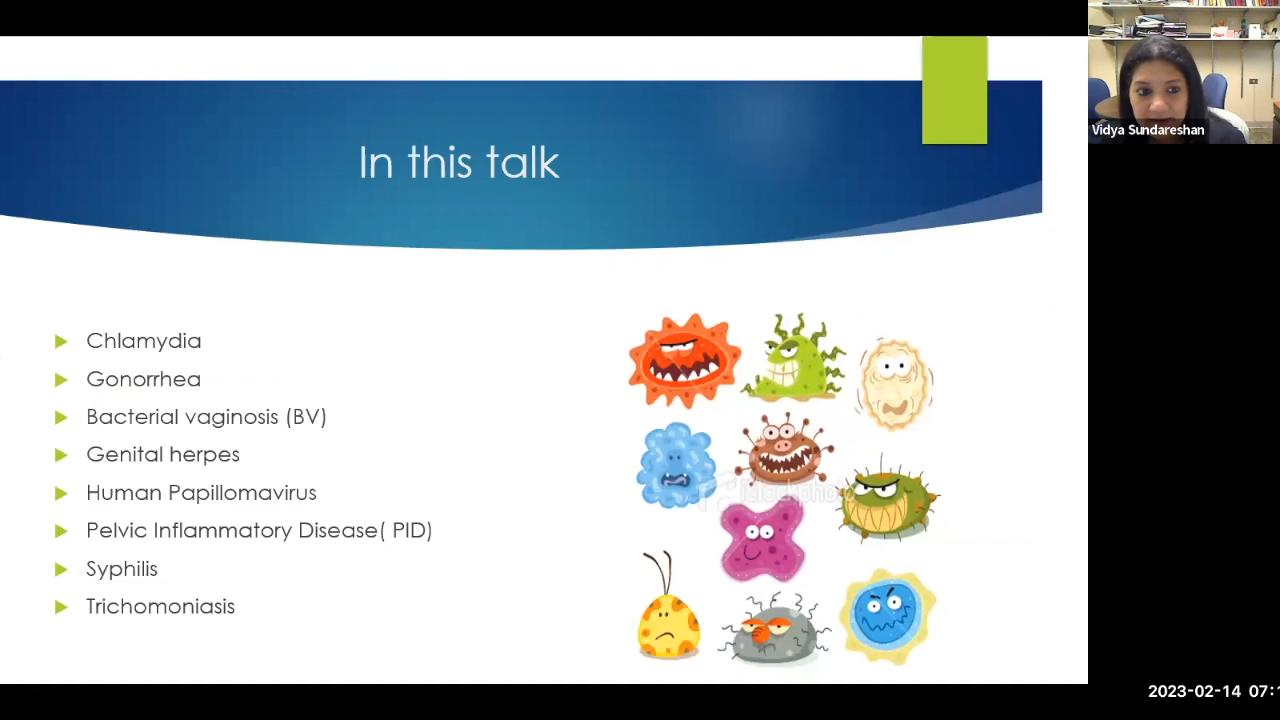 In this talk
Vidya Sundareshan
Chlamydia
Gonorrhea
Bacterial vaginosis (BV)
Genital herpes
Human Papillomavirus
Pelvic Inflammatory Disease( PID)
Syphilis
Trichomoniasis
2023-02-14